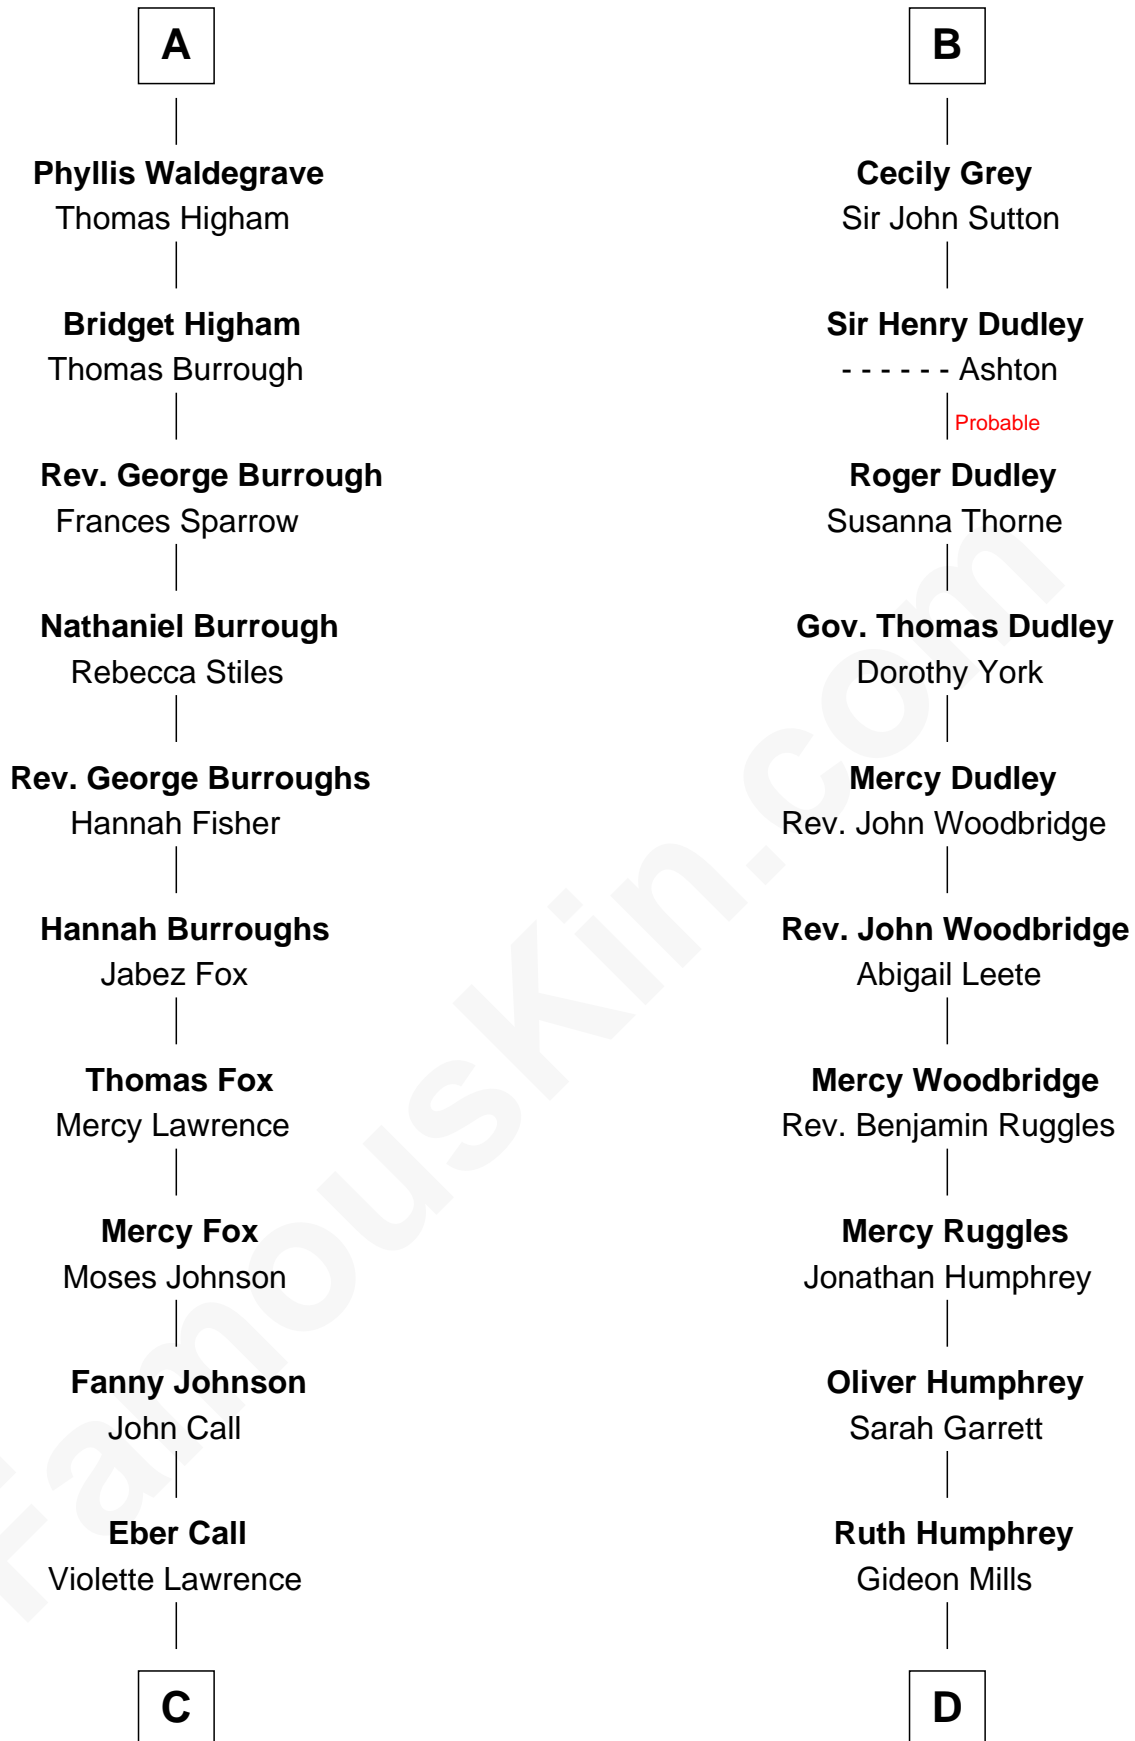 A
Phyllis Waldegrave
Thomas Higham
Bridget Higham
Thomas Burrough
Rev. George Burrough
Frances Sparrow
Nathaniel Burrough
Rebecca Stiles
Rev. George Burroughs
Hannah Fisher
Hannah Burroughs
Jabez Fox
Thomas Fox
Mercy Lawrence
Mercy Fox
Moses Johnson
Fanny Johnson
John Call
Eber Call
Violette Lawrence
C
B
Cecily Grey
Sir John Sutton
Sir Henry Dudley
- - - - - - Ashton
Probable
Roger Dudley
Susanna Thorne
Gov. Thomas Dudley
Dorothy York
Mercy Dudley
Rev. John Woodbridge
Rev. John Woodbridge
Abigail Leete
Mercy Woodbridge
Rev. Benjamin Ruggles
Mercy Ruggles
Jonathan Humphrey
Oliver Humphrey
Sarah Garrett
Ruth Humphrey
Gideon Mills
D
FamousKin.com